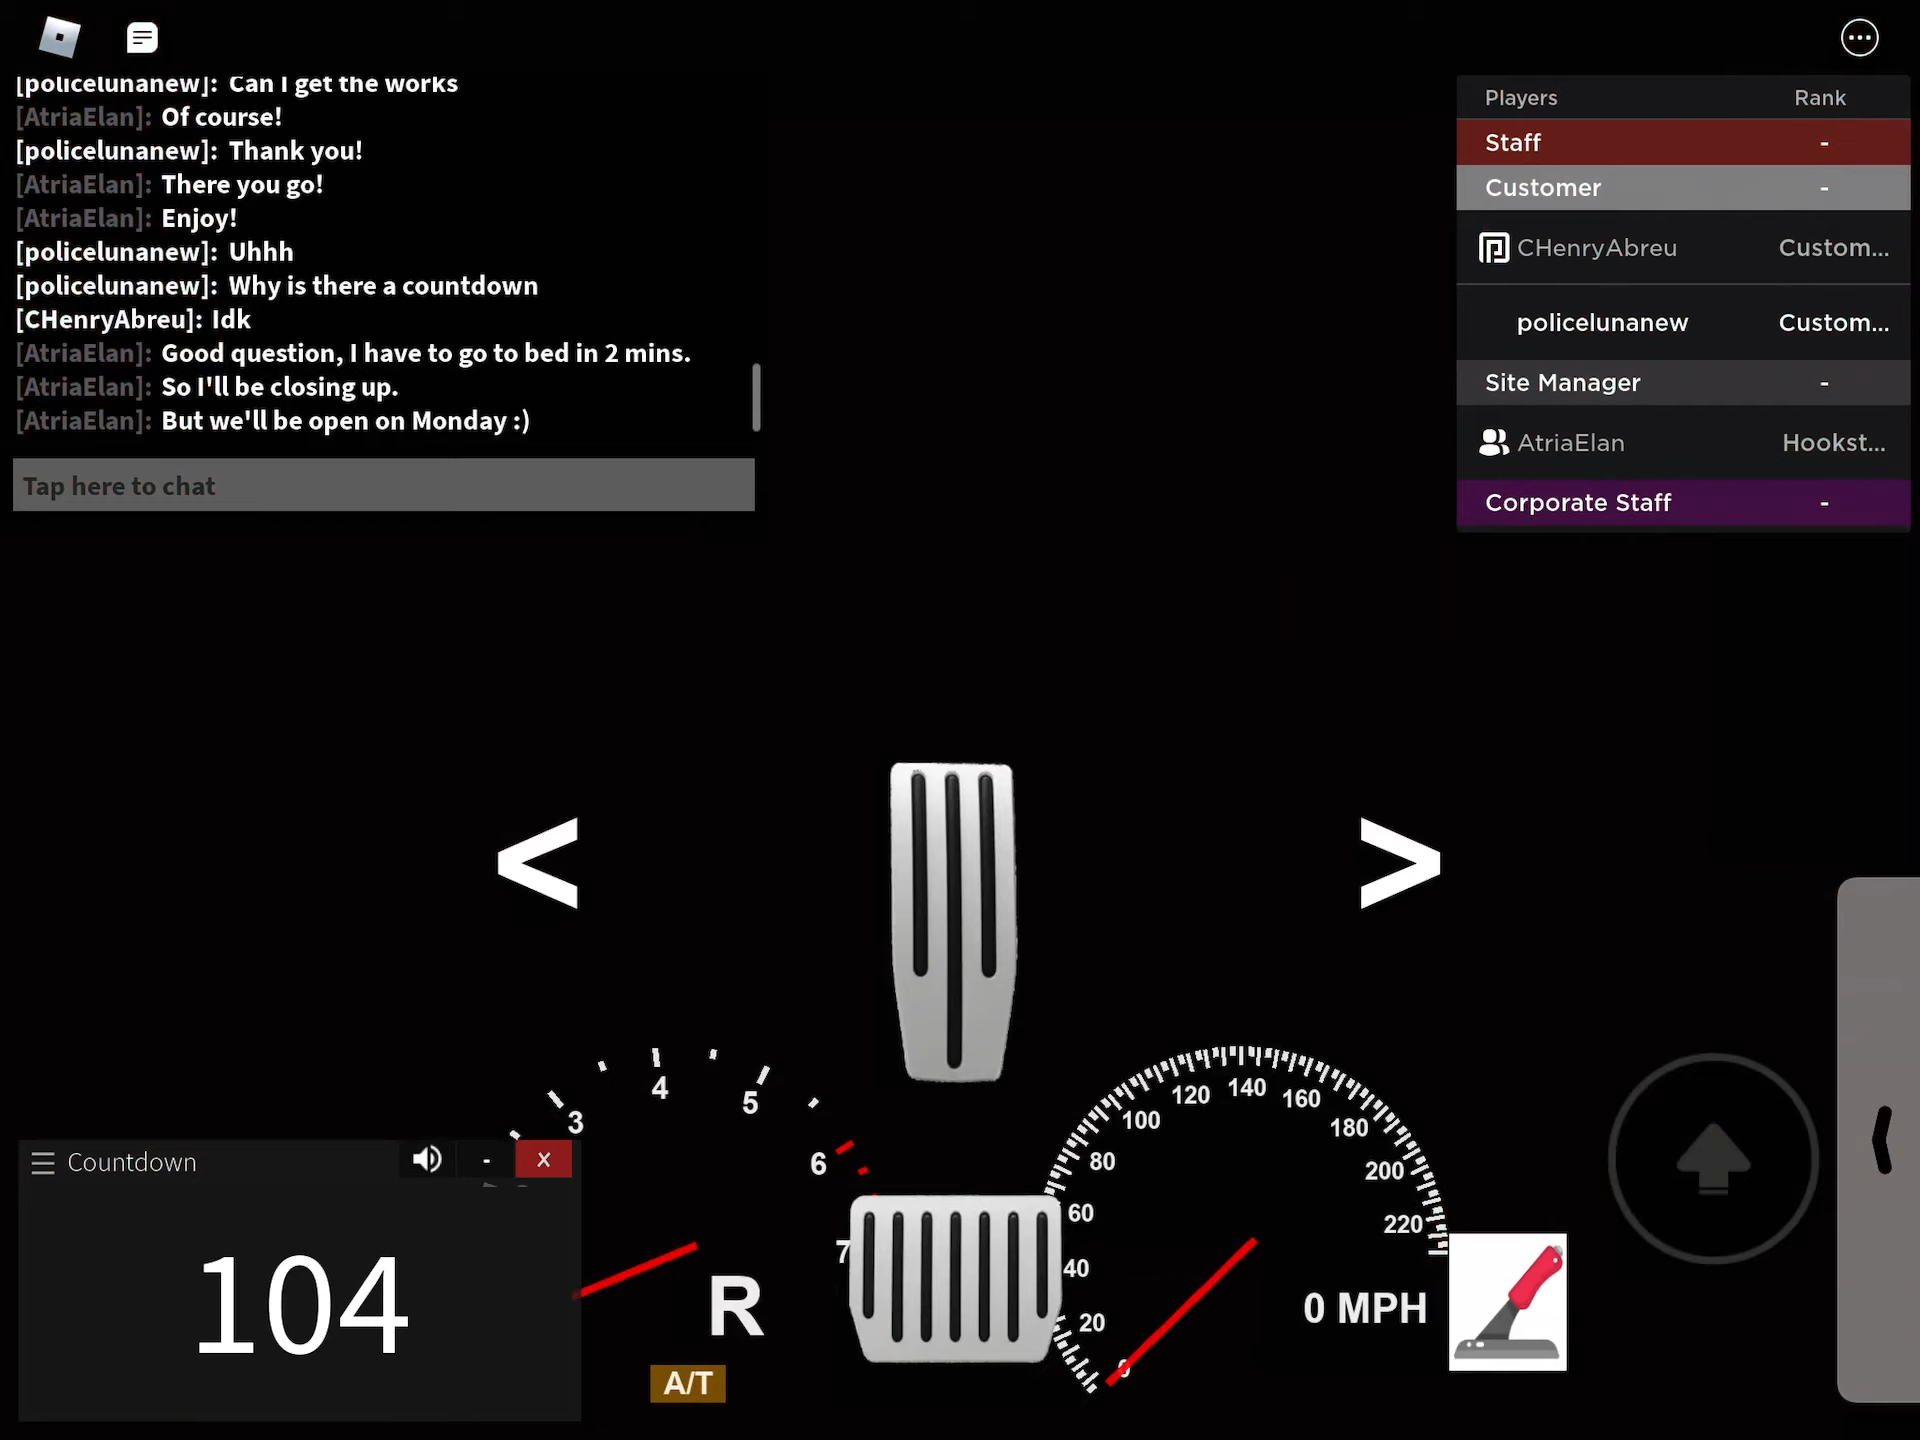 [policelunanew]: Can I get the works
[AtriaElan]: Of course!
[policelunanew]: Thank you!
[AtriaElan]: There you go!
[AtriaElan]: Enjoy!
[policelunanew]: Uhhh
[policelunanew]: Why is there a countdown
[CHenryAbreu]: Idk
[AtriaElan]: Good question, I have to go to bed in 2 mins.
[AtriaElan]: So I'll be closing up.
[AtriaElan]: But we'll be open on Monday :)
Tap here to chat
Players Rank
Staff -
Customer -
CHenryAbreu Custom...
policelunanew Custom...
Site Manager -
AtriaElan Hookst...
Corporate Staff -
< >
3 4 5 6 7
R
A/T
0 20 40 60 80 100 120 140 160 180 200 220
0 MPH
Countdown - X
104